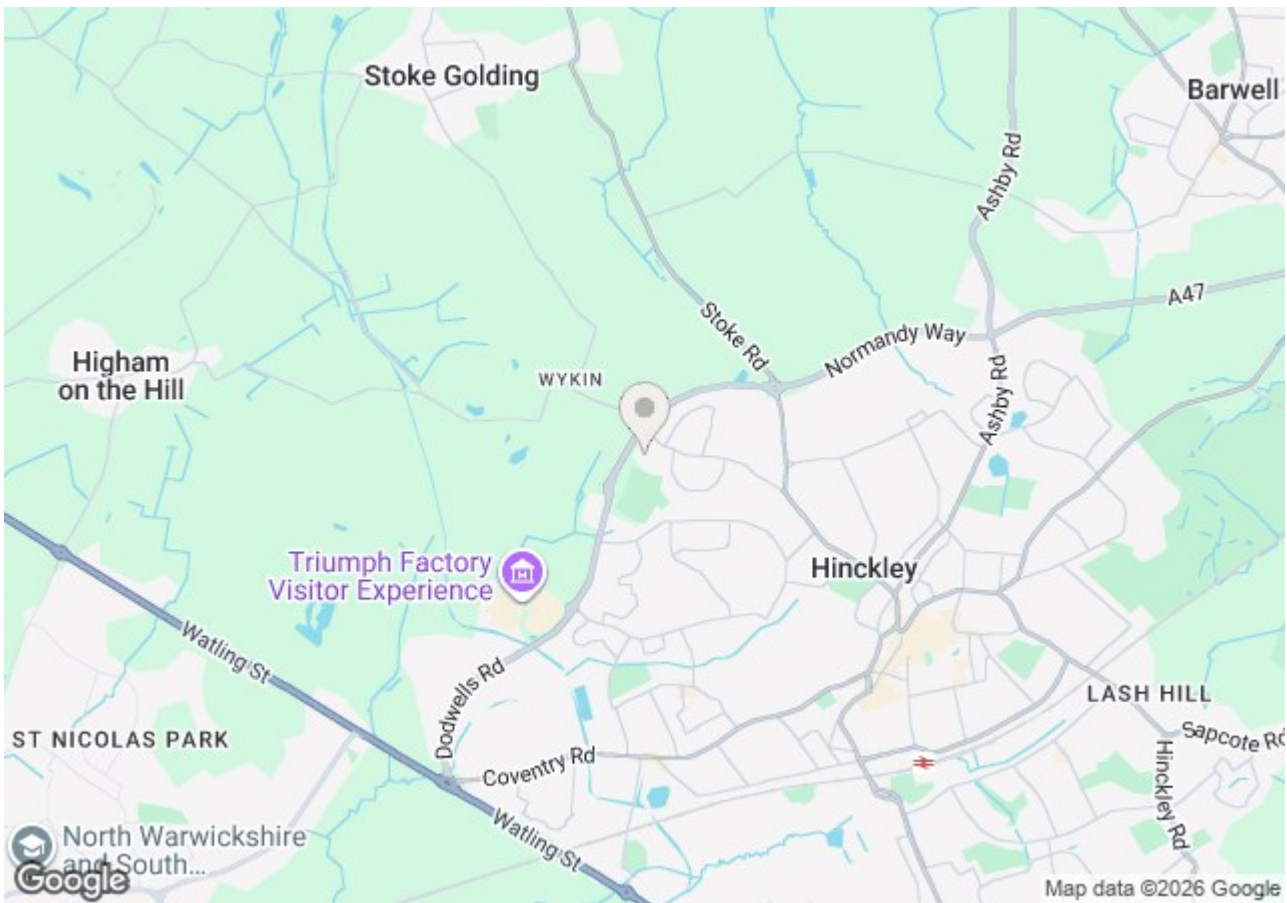 Stoke Golding
Barwell
Ashby Rd
A47
Stoke Rd
Normandy Way
Higham
on the Hill
WYKIN
Ashby Rd
Triumph Factory
Visitor Experience
Hinckley
Watling St
Dodwells Rd
LASH HILL
ST NICOLAS PARK
Sapcote Rd
Coventry Rd
Hinckley Rd
Watling St
North Warwickshire
and South...
Google
Map data ©2026 Google